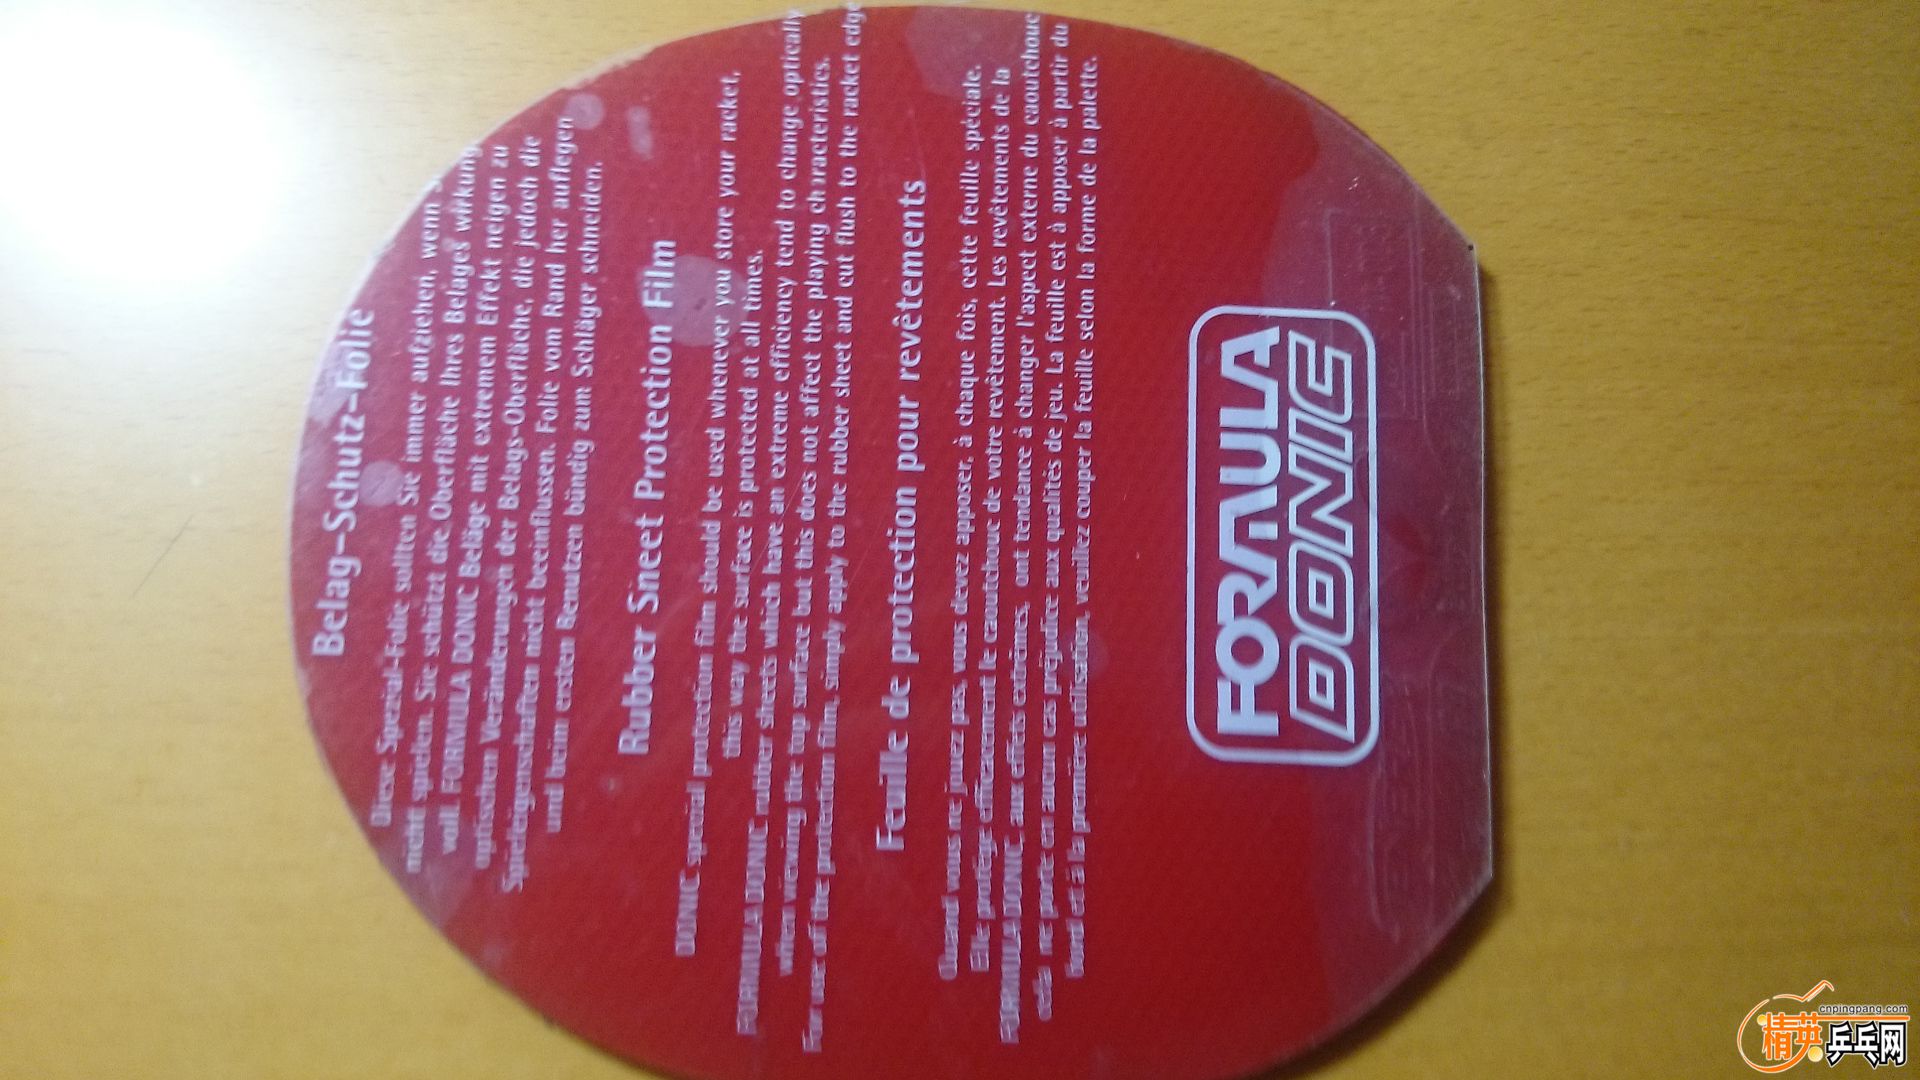 Belag-Schutz-Folie
Diese Spezial-Folie sollten Sie immer aufziehen, wenn
nicht spielen. Sie schützt die Oberfläche Ihres Belages wirkung
voll. FORMULA DONIC Beläge mit extremem Effekt neigen zu
optischen Veränderungen der Belags-Oberfläche, die jedoch die
Spieleigenschaften nicht beeinflussen. Folie vom Rand her auflegen
und beim ersten Benutzen bündig zum Schläger schneiden.
Rubber Sheet Protection Film
DONIC special protection film should be used whenever you store your racket,
this way the surface is protected at all times.
FORMULA DONIC rubber sheets which have an extreme efficiency tend to change optically
when viewing the top surface but this does not affect the playing characteristics.
For use of the protection film, simply apply to the rubber sheet and cut flush to the racket edge
Feuille de protection pour revêtements
Quand vous ne jouez pas, vous devez apposer, à chaque fois, cette feuille spéciale.
Elle protège efficacement le caoutchouc de votre revêtement. Les revêtements de la
FORMULA DONIC, aux effets extrêmes, ont tendance à changer l'aspect externe du caoutchouc
cela ne porte en aucun cas préjudice aux qualités de jeu. La feuille est à apposer à partir du
bord et à la première utilisation, veuillez couper la feuille selon la forme de la palette.
FORMULA
DONIC
cnpingpang.com
精英乒乓网